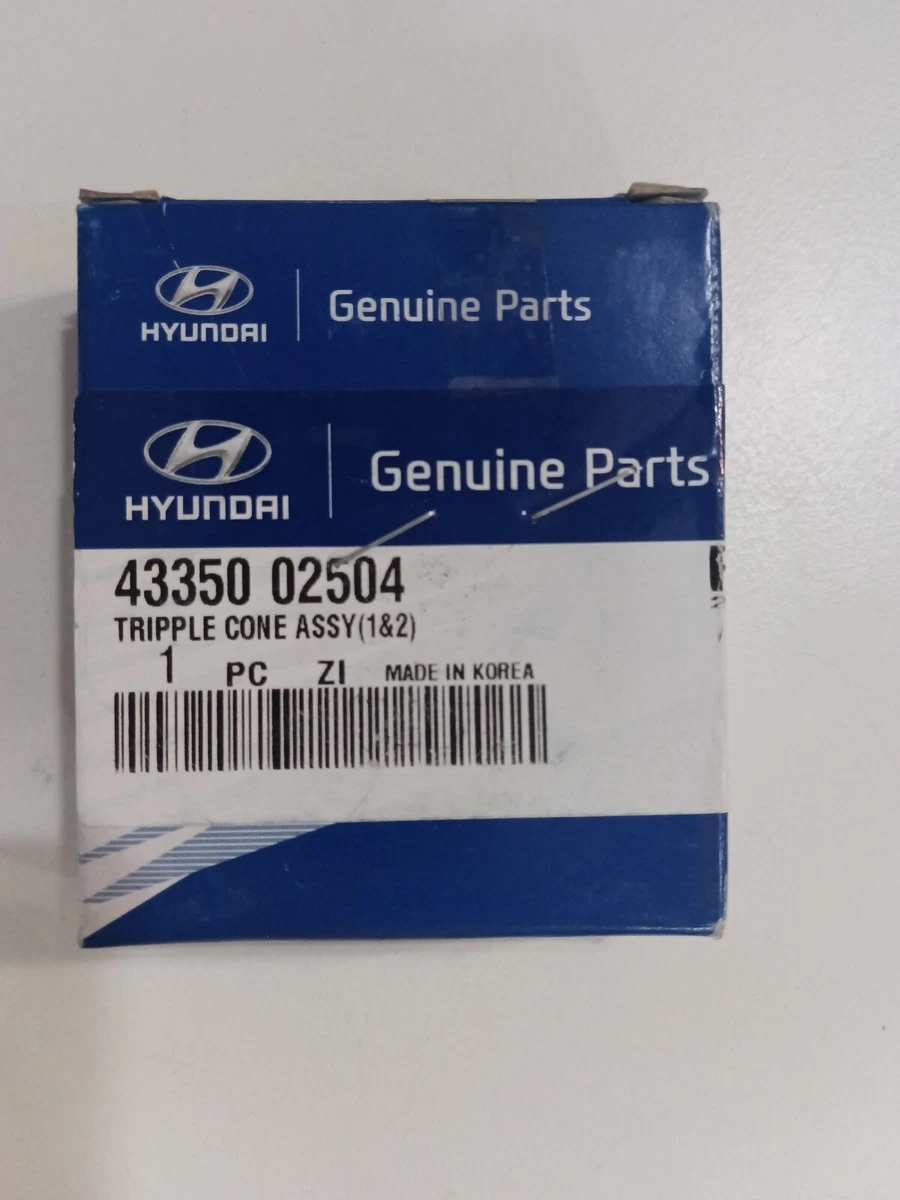 HYUNDAI
Genuine Parts
HYUNDAI
Genuine Parts
43350 02504
TRIPPLE CONE ASSY(1&2)
1 PC ZI MADE IN KOREA